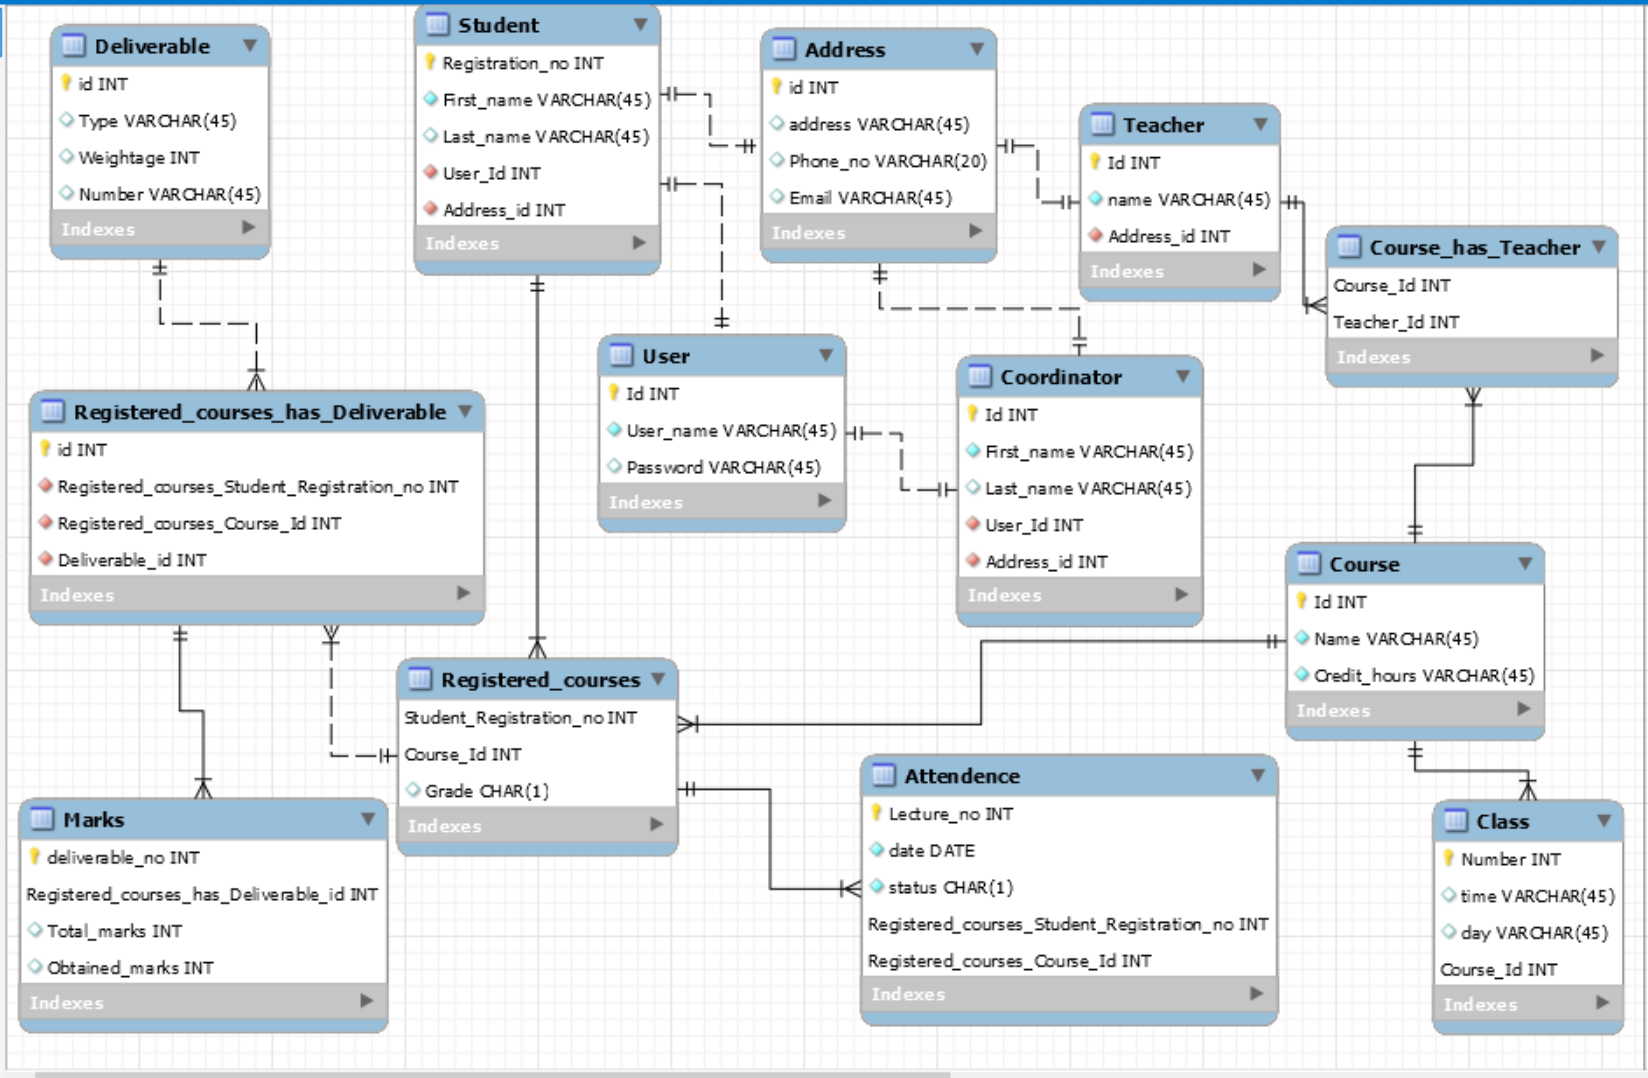 Deliverable
id INT
Type VARCHAR(45)
Weightage INT
Number VARCHAR(45)
Indexes
Student
Registration_no INT
First_name VARCHAR(45)
Last_name VARCHAR(45)
User_Id INT
Address_id INT
Indexes
Address
id INT
address VARCHAR(45)
Phone_no VARCHAR(20)
Email VARCHAR(45)
Indexes
Teacher
Id INT
name VARCHAR(45)
Address_id INT
Indexes
Course_has_Teacher
Course_Id INT
Teacher_Id INT
Indexes
User
Id INT
User_name VARCHAR(45)
Password VARCHAR(45)
Indexes
Coordinator
Id INT
First_name VARCHAR(45)
Last_name VARCHAR(45)
User_Id INT
Address_id INT
Indexes
Registered_courses_has_Deliverable
id INT
Registered_courses_Student_Registration_no INT
Registered_courses_Course_Id INT
Deliverable_id INT
Indexes
Course
Id INT
Name VARCHAR(45)
Credit_hours VARCHAR(45)
Indexes
Registered_courses
Student_Registration_no INT
Course_Id INT
Grade CHAR(1)
Indexes
Attendence
Lecture_no INT
date DATE
status CHAR(1)
Registered_courses_Student_Registration_no INT
Registered_courses_Course_Id INT
Indexes
Marks
deliverable_no INT
Registered_courses_has_Deliverable_id INT
Total_marks INT
Obtained_marks INT
Indexes
Class
Number INT
time VARCHAR(45)
day VARCHAR(45)
Course_Id INT
Indexes